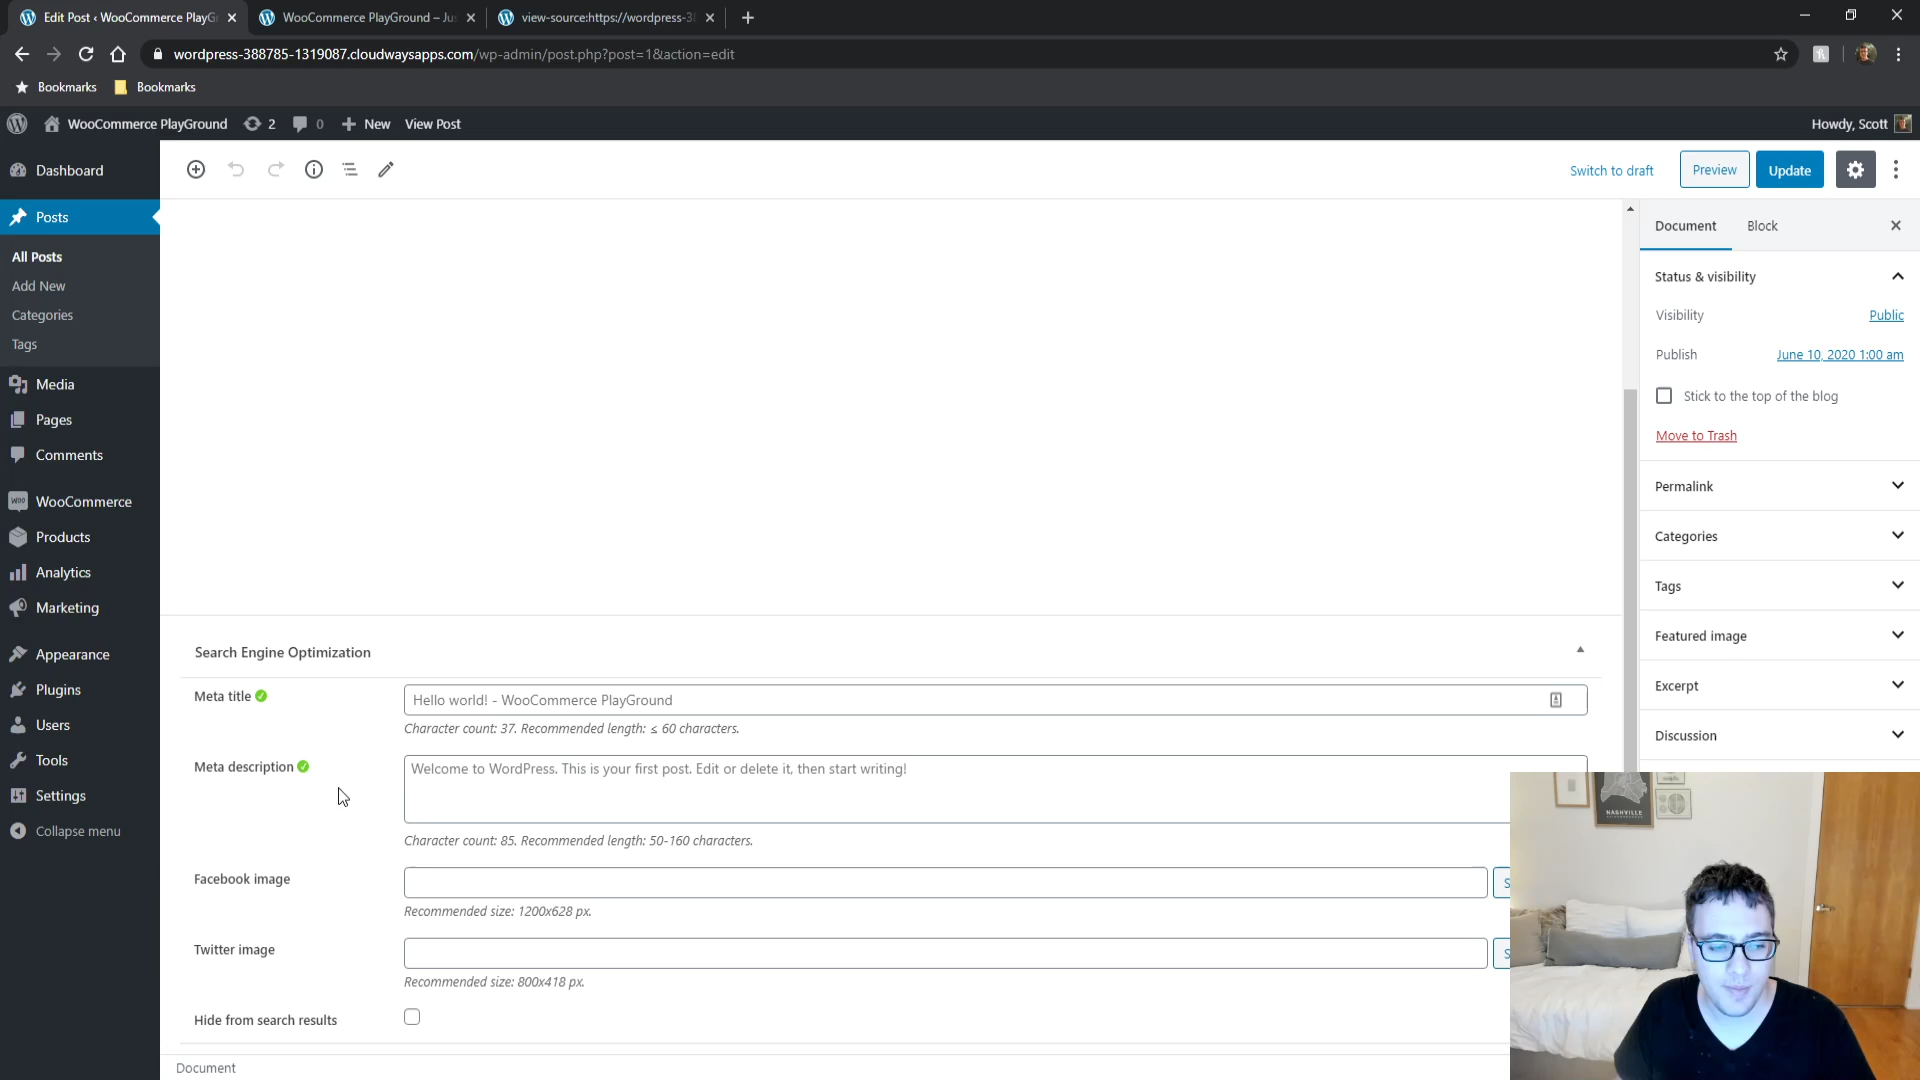 Edit Post ‹ WooCommerce PlayG
WooCommerce PlayGround – Ju
view-source:https://wordpress-3
wordpress-388785-1319087.cloudwaysapps.com/wp-admin/post.php?post=1&action=edit
Bookmarks
Bookmarks
WooCommerce PlayGround
2
0
New
View Post
Howdy, Scott
Dashboard
Posts
All Posts
Add New
Categories
Tags
Media
Pages
Comments
WooCommerce
Products
Analytics
Marketing
Appearance
Plugins
Users
Tools
Settings
Collapse menu
Switch to draft
Preview
Update
Document
Block
Status & visibility
Visibility
Public
Publish
June 10, 2020 1:00 am
Stick to the top of the blog
Move to Trash
Permalink
Categories
Tags
Featured image
Excerpt
Discussion
Search Engine Optimization
Meta title
Hello world! - WooCommerce PlayGround
Character count: 37. Recommended length: ≤ 60 characters.
Meta description
Welcome to WordPress. This is your first post. Edit or delete it, then start writing!
Character count: 85. Recommended length: 50-160 characters.
Facebook image
S
Recommended size: 1200x628 px.
Twitter image
S
Recommended size: 800x418 px.
Hide from search results
Document
NASHVILLE